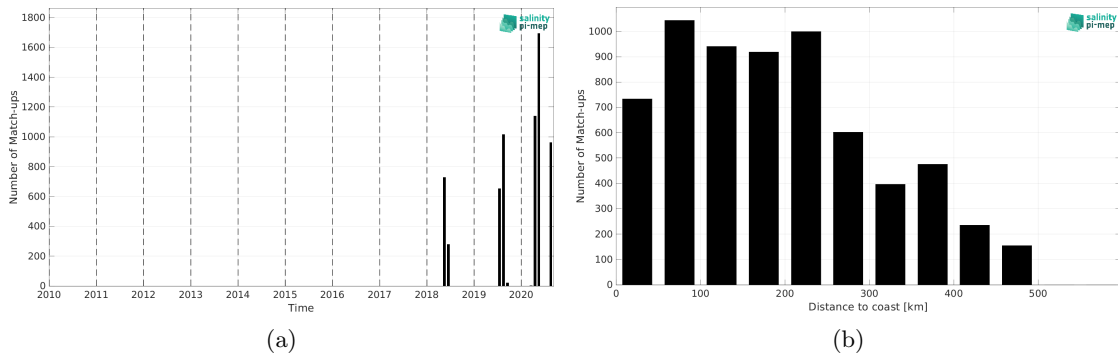 salinity
pi-mep
1800
1600
1400
1200
1000
800
600
400
200
0
Number of Match-ups
2010 2011 2012 2013 2014 2015 2016 2017 2018 2019 2020
Time
(a)
salinity
pi-mep
1000
900
800
700
600
500
400
300
200
100
0
Number of Match-ups
0 100 200 300 400 500
Distance to coast [km]
(b)